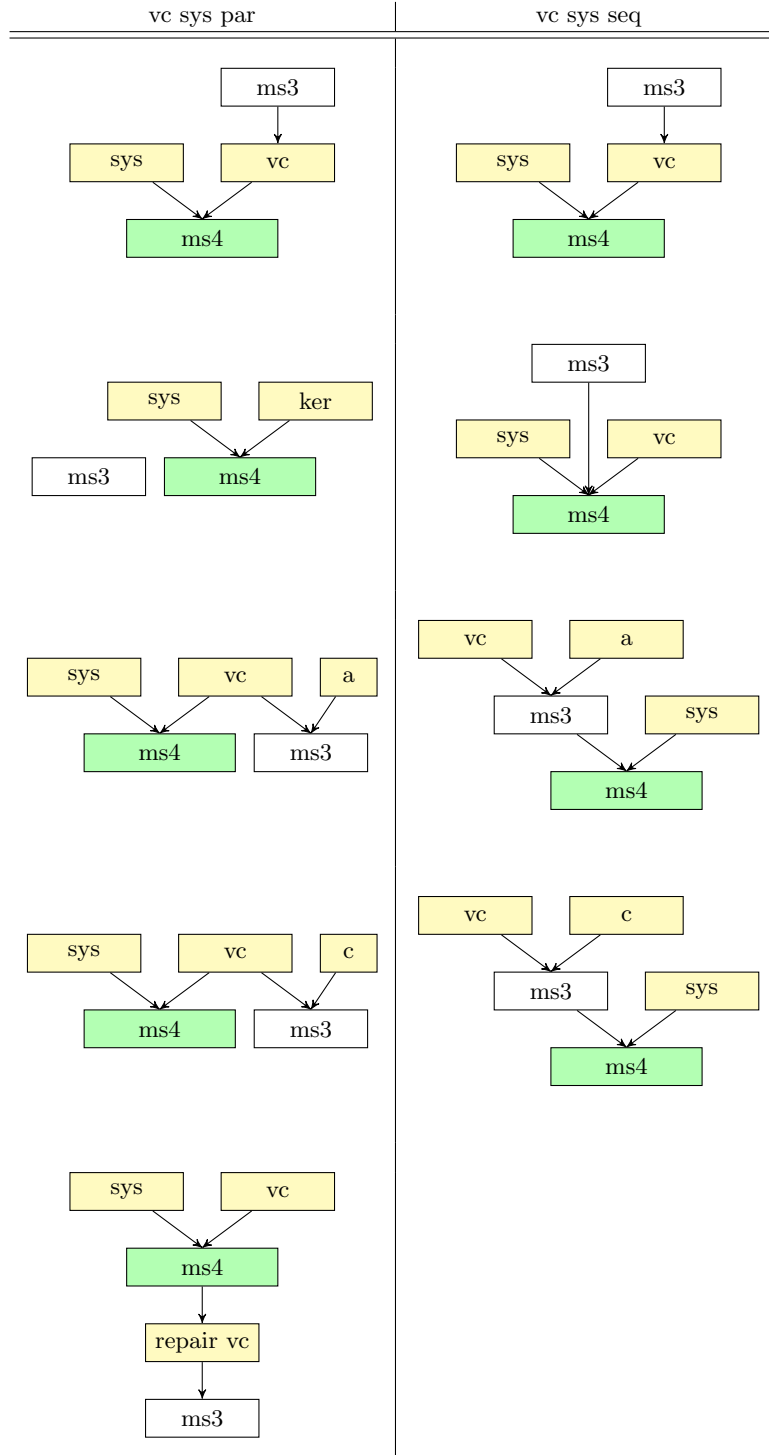 vc sys par vc sys seq
ms3 ms3
sys vc sys vc
ms4 ms4
ms3
sys ker
sys vc
ms3 ms4
ms4
vc a
sys vc a
ms3 sys
ms4 ms3
ms4
vc c
sys vc c
ms3 sys
ms4 ms3
ms4
sys vc
ms4
repair vc
ms3